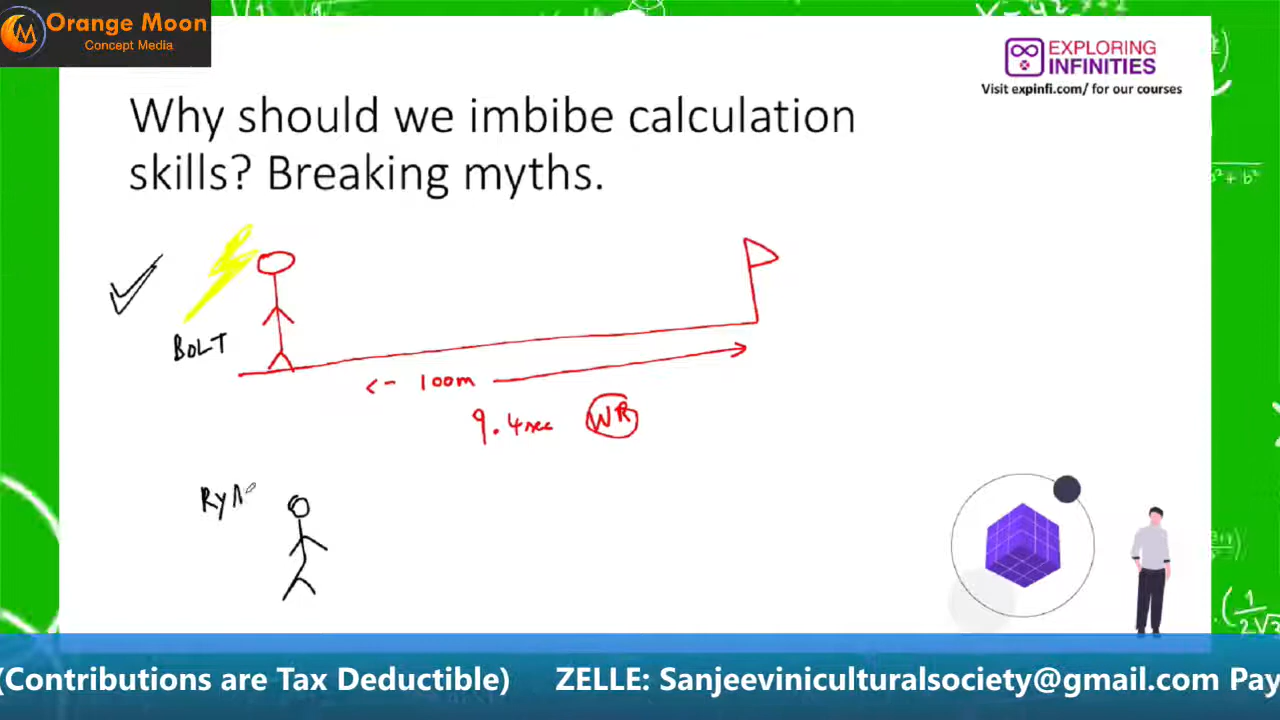 Orange Moon
Concept Media
EXPLORING
INFINITIES
Visit expinfi.com/ for our courses
Why should we imbibe calculation
skills? Breaking myths.
BOLT
<- 100m ->
9.4sec WR
(Contributions are Tax Deductible) ZELLE: Sanjeeviniculturalsociety@gmail.com Pay